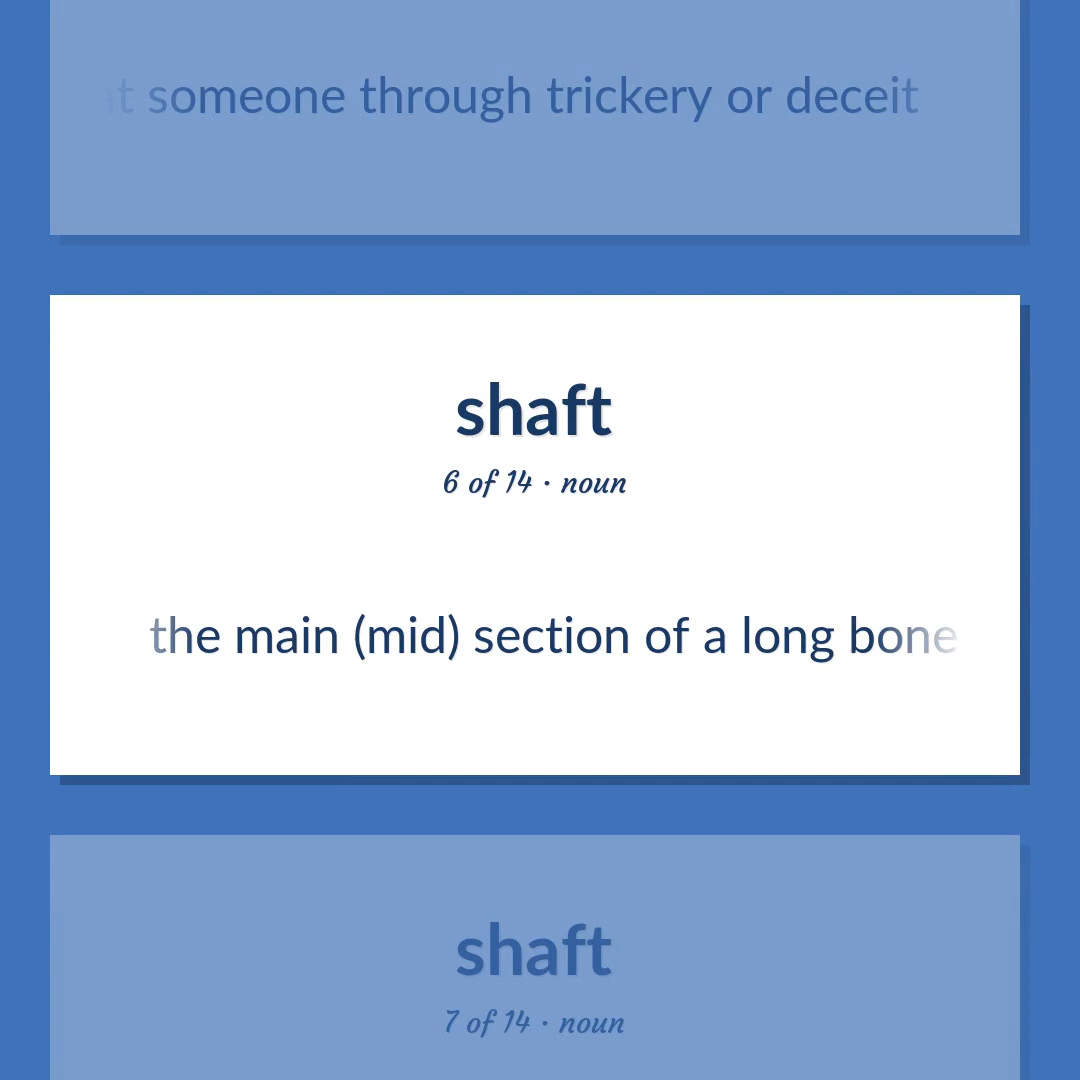 someone through trickery or deceit
shaft
6 of 14 · noun
the main (mid) section of a long bone
shaft
7 of 14 · noun